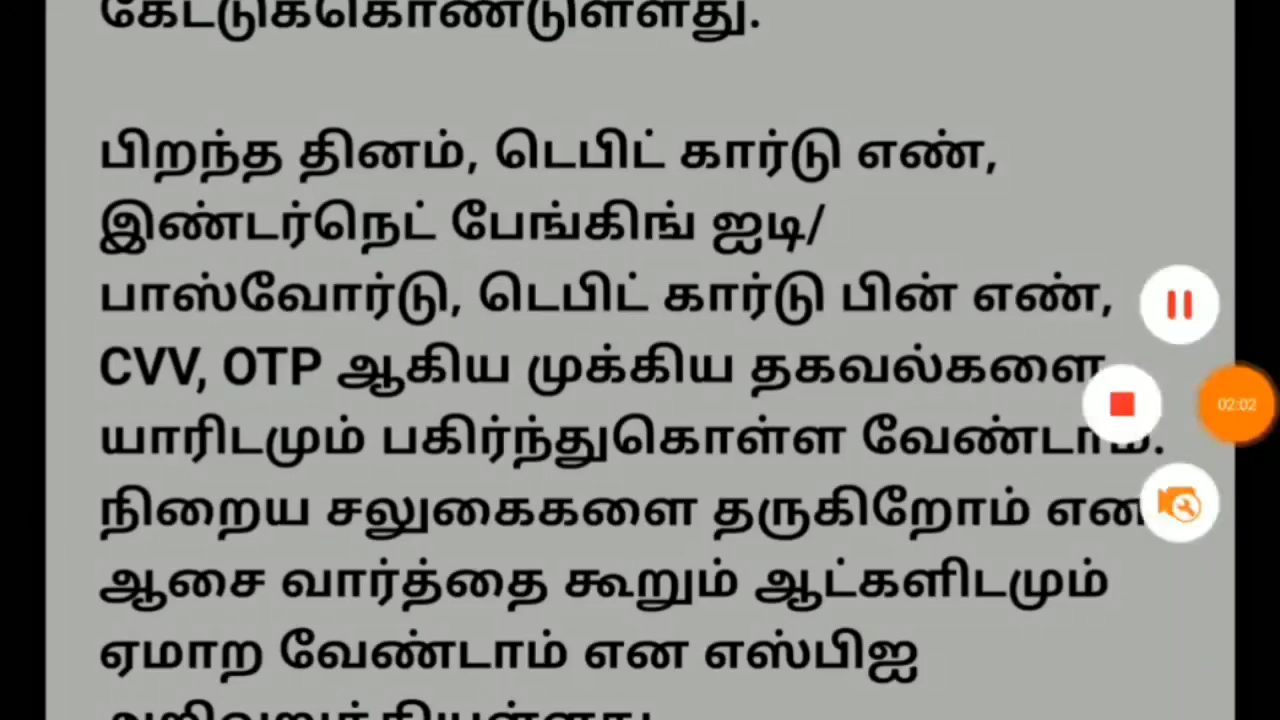 கேட்டுக்கொண்டுள்ளது.
பிறந்த தினம், டெபிட் கார்டு எண்,
இண்டர்நெட் பேங்கிங் ஐடி/
பாஸ்வோர்டு, டெபிட் கார்டு பின் எண்,
CVV, OTP ஆகிய முக்கிய தகவல்களை
யாரிடமும் பகிர்ந்துகொள்ள வேண்டாம்.
நிறைய சலுகைகளை தருகிறோம் என
ஆசை வார்த்தை கூறும் ஆட்களிடமும்
ஏமாற வேண்டாம் என எஸ்பிஐ
02:02